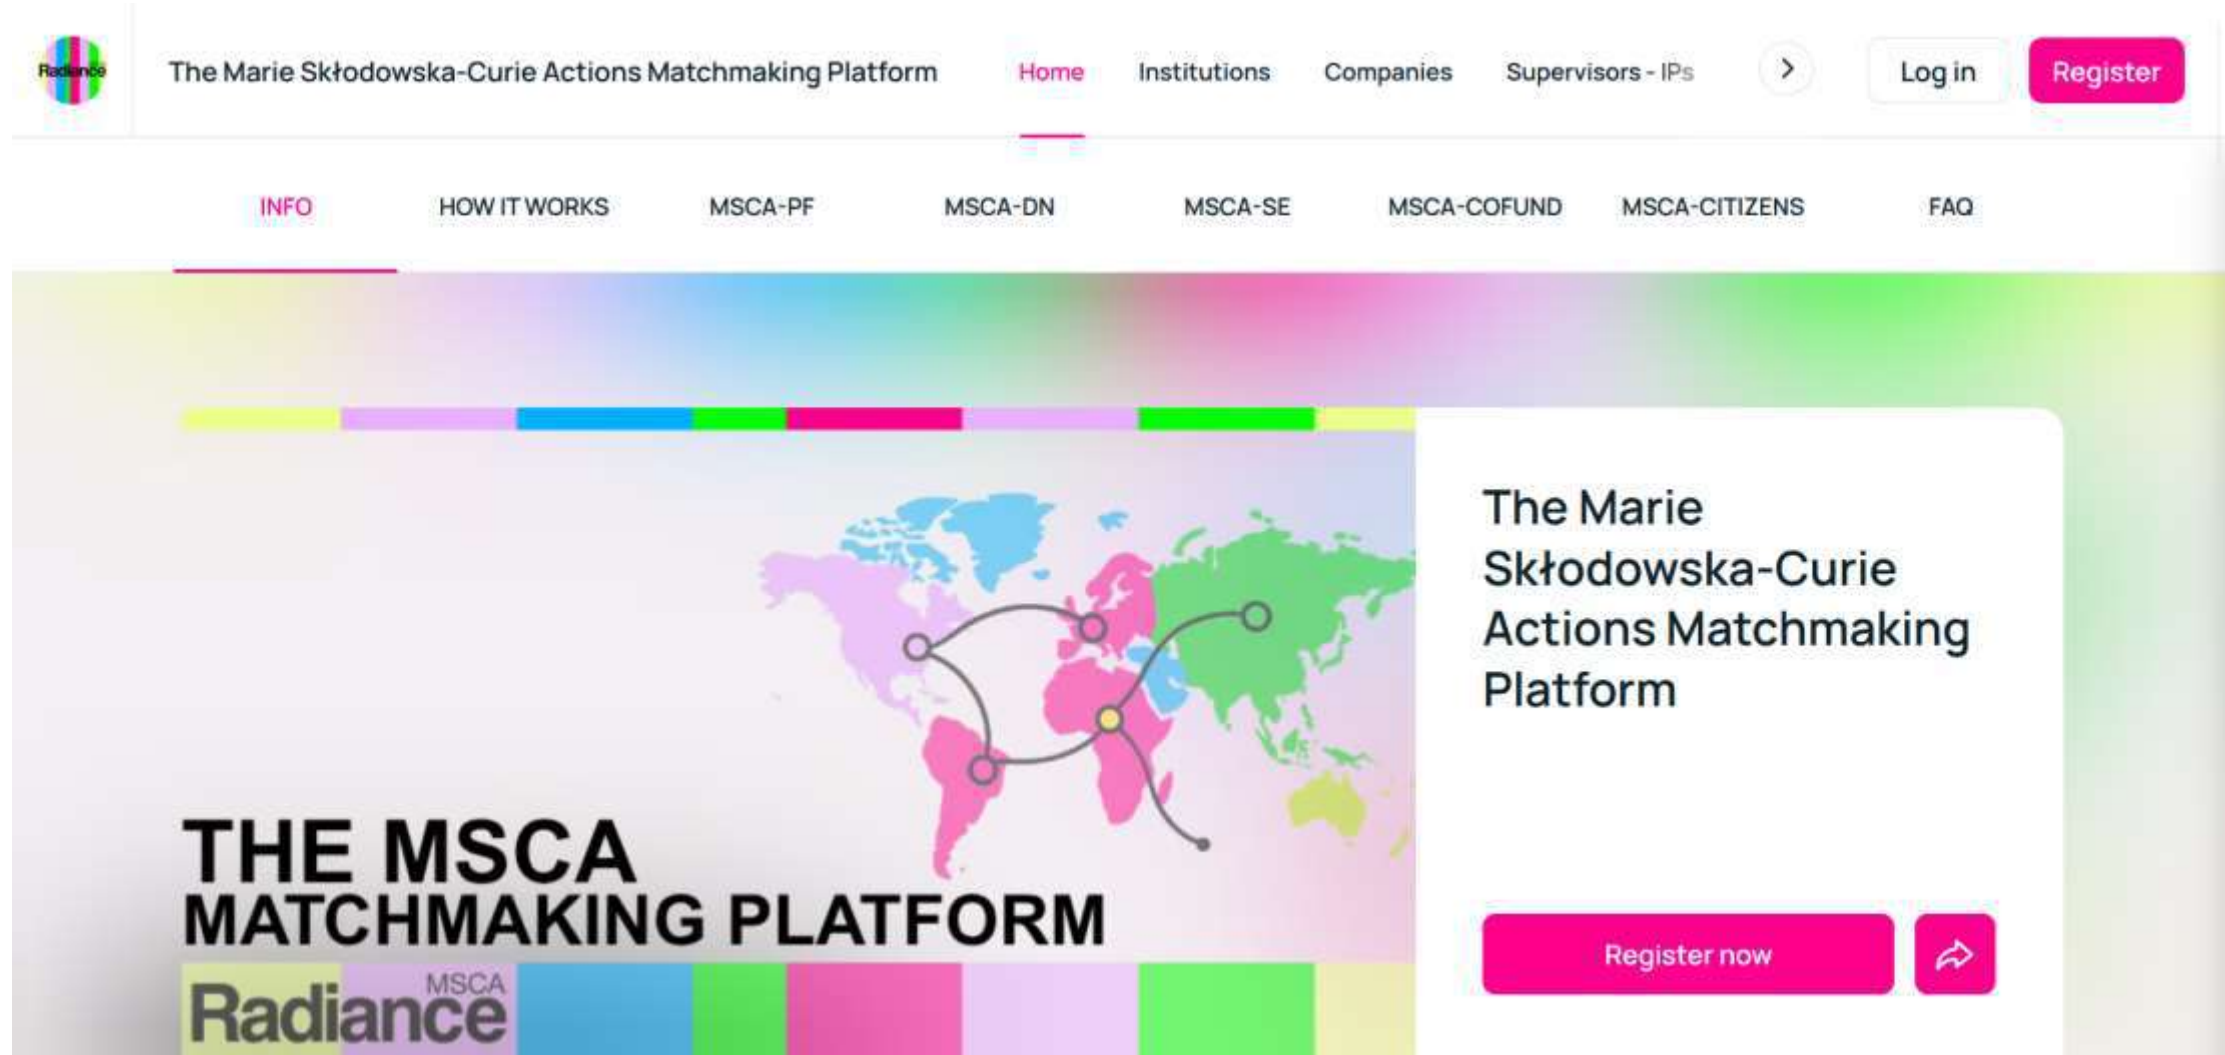 Radiance
The Marie Skłodowska-Curie Actions Matchmaking Platform
Home
Institutions
Companies
Supervisors - IPs
Log in
Register
INFO
HOW IT WORKS
MSCA-PF
MSCA-DN
MSCA-SE
MSCA-COFUND
MSCA-CITIZENS
FAQ
THE MSCA
MATCHMAKING PLATFORM
MSCA
Radiance
The Marie
Skłodowska-Curie
Actions Matchmaking
Platform
Register now